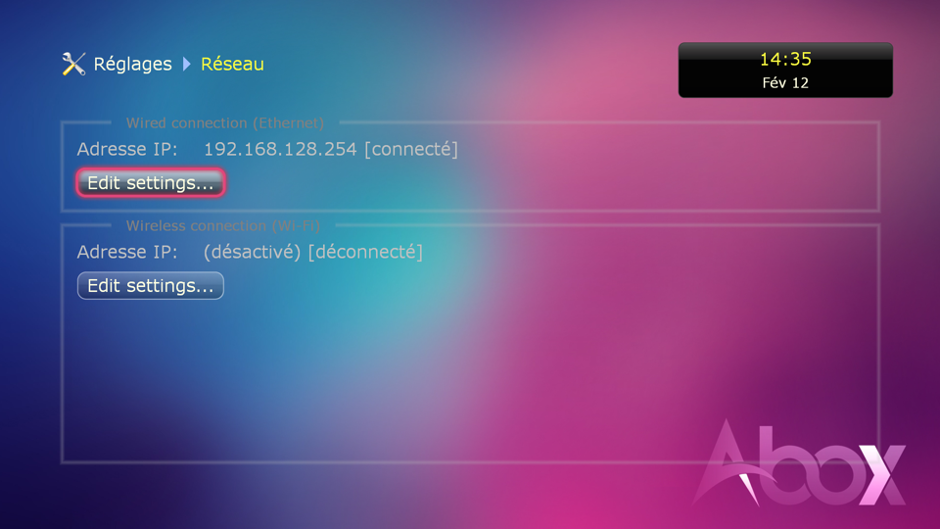 Réglages Réseau
14:35
Fév 12
Wired connection (Ethernet)
Adresse IP: 192.168.128.254 [connecté]
Edit settings...
Wireless connection (Wi-Fi)
Adresse IP: (désactivé) [déconnecté]
Edit settings...
Abox